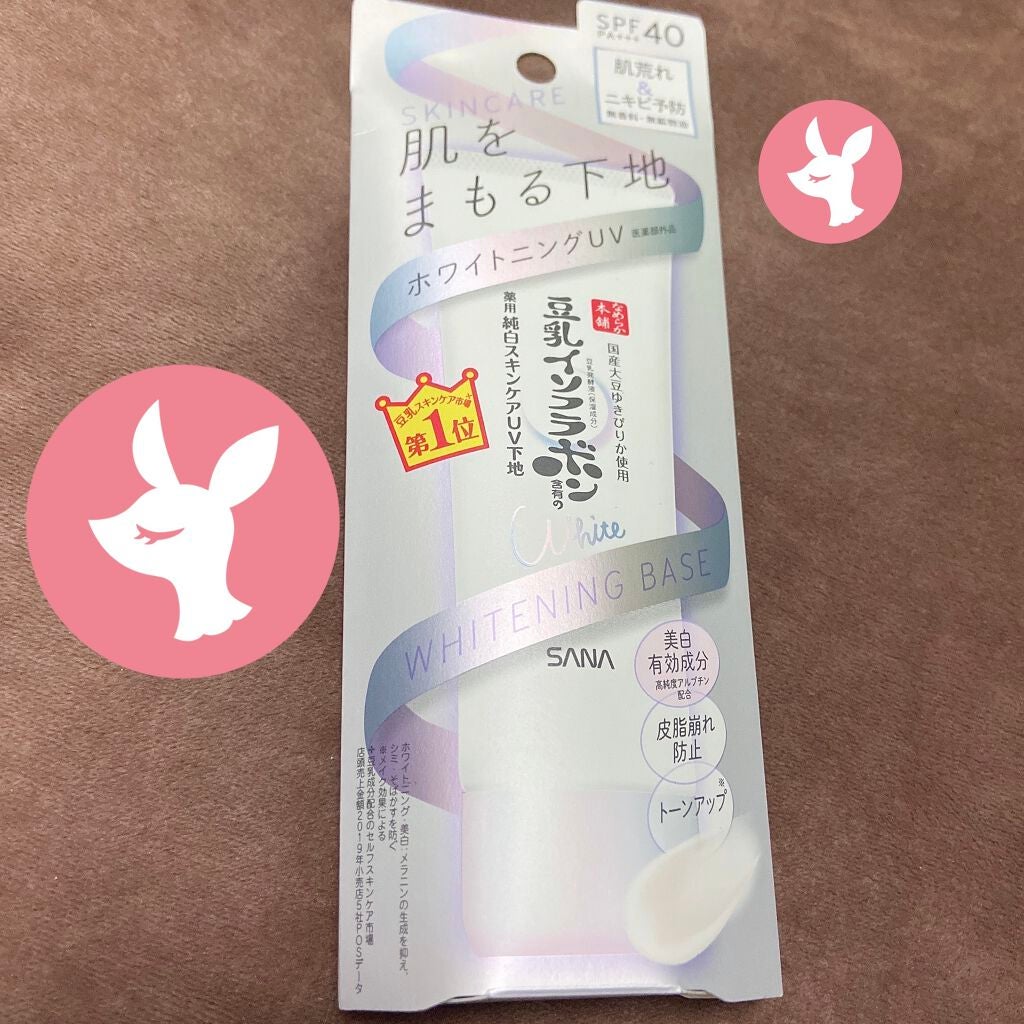 SPF 40
PA+++
肌荒れ
&
ニキビ予防
無香料・無鉱物油
SKINCARE
肌を
まもる下地
ホワイトニングUV 医薬部外品
なめらか
本舗
国産大豆ゆきぴりか使用
豆乳発酵液(保湿成分)
豆乳イソフラボン含有の
薬用 純白スキンケアUV下地
豆乳スキンケア市場+
第1位
White
WHITENING BASE
SANA
美白
有効成分
高純度アルブチン
配合
皮脂崩れ
防止
トーンアップ※
ホワイトニング・美白:メラニンの生成を抑え、
シミ・そばかすを防ぐ
※メイク効果による
+豆乳成分配合のセルフスキンケア市場
店頭売上金額2019年小売店5社POSデータ